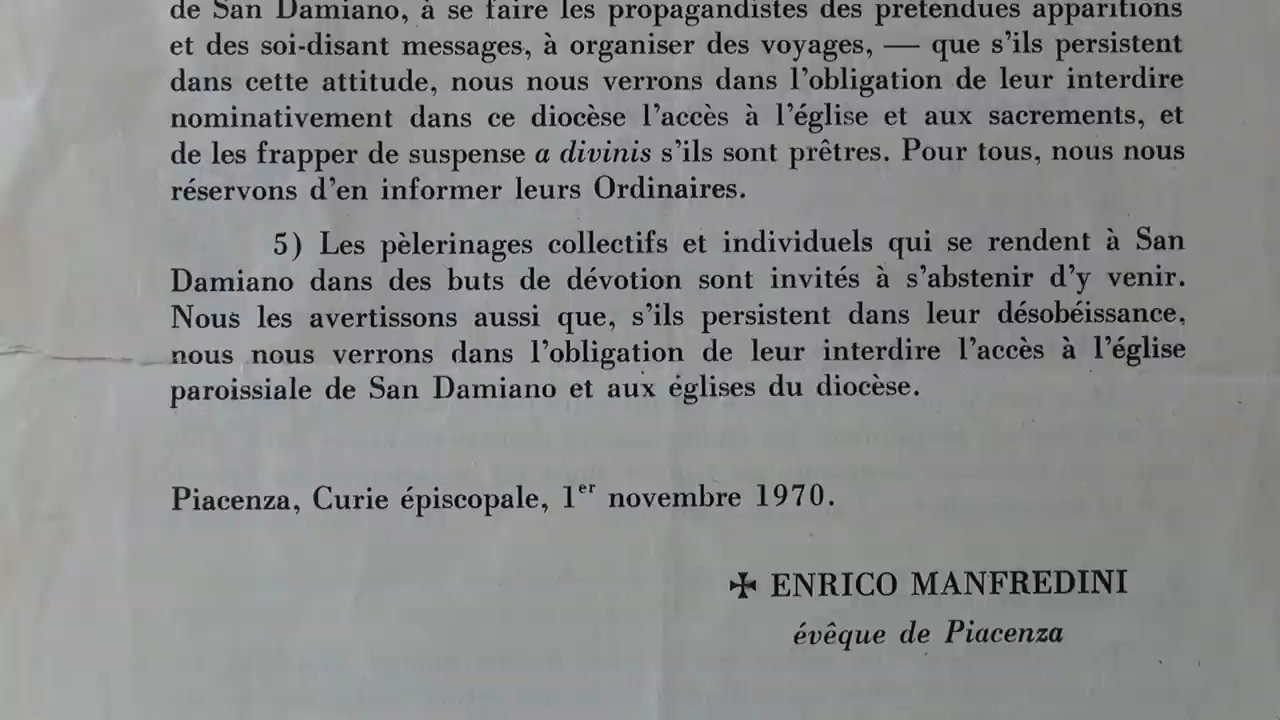 de San Damiano, à se faire les propagandistes des prétendues apparitions
et des soi-disant messages, à organiser des voyages, — que s'ils persistent
dans cette attitude, nous nous verrons dans l'obligation de leur interdire
nominativement dans ce diocèse l'accès à l'église et aux sacrements, et
de les frapper de suspense a divinis s'ils sont prêtres. Pour tous, nous nous
réservons d'en informer leurs Ordinaires.
5) Les pèlerinages collectifs et individuels qui se rendent à San
Damiano dans des buts de dévotion sont invités à s'abstenir d'y venir.
Nous les avertissons aussi que, s'ils persistent dans leur désobéissance,
nous nous verrons dans l'obligation de leur interdire l'accès à l'église
paroissiale de San Damiano et aux églises du diocèse.
Piacenza, Curie épiscopale, 1er novembre 1970.
✠ ENRICO MANFREDINI
évêque de Piacenza